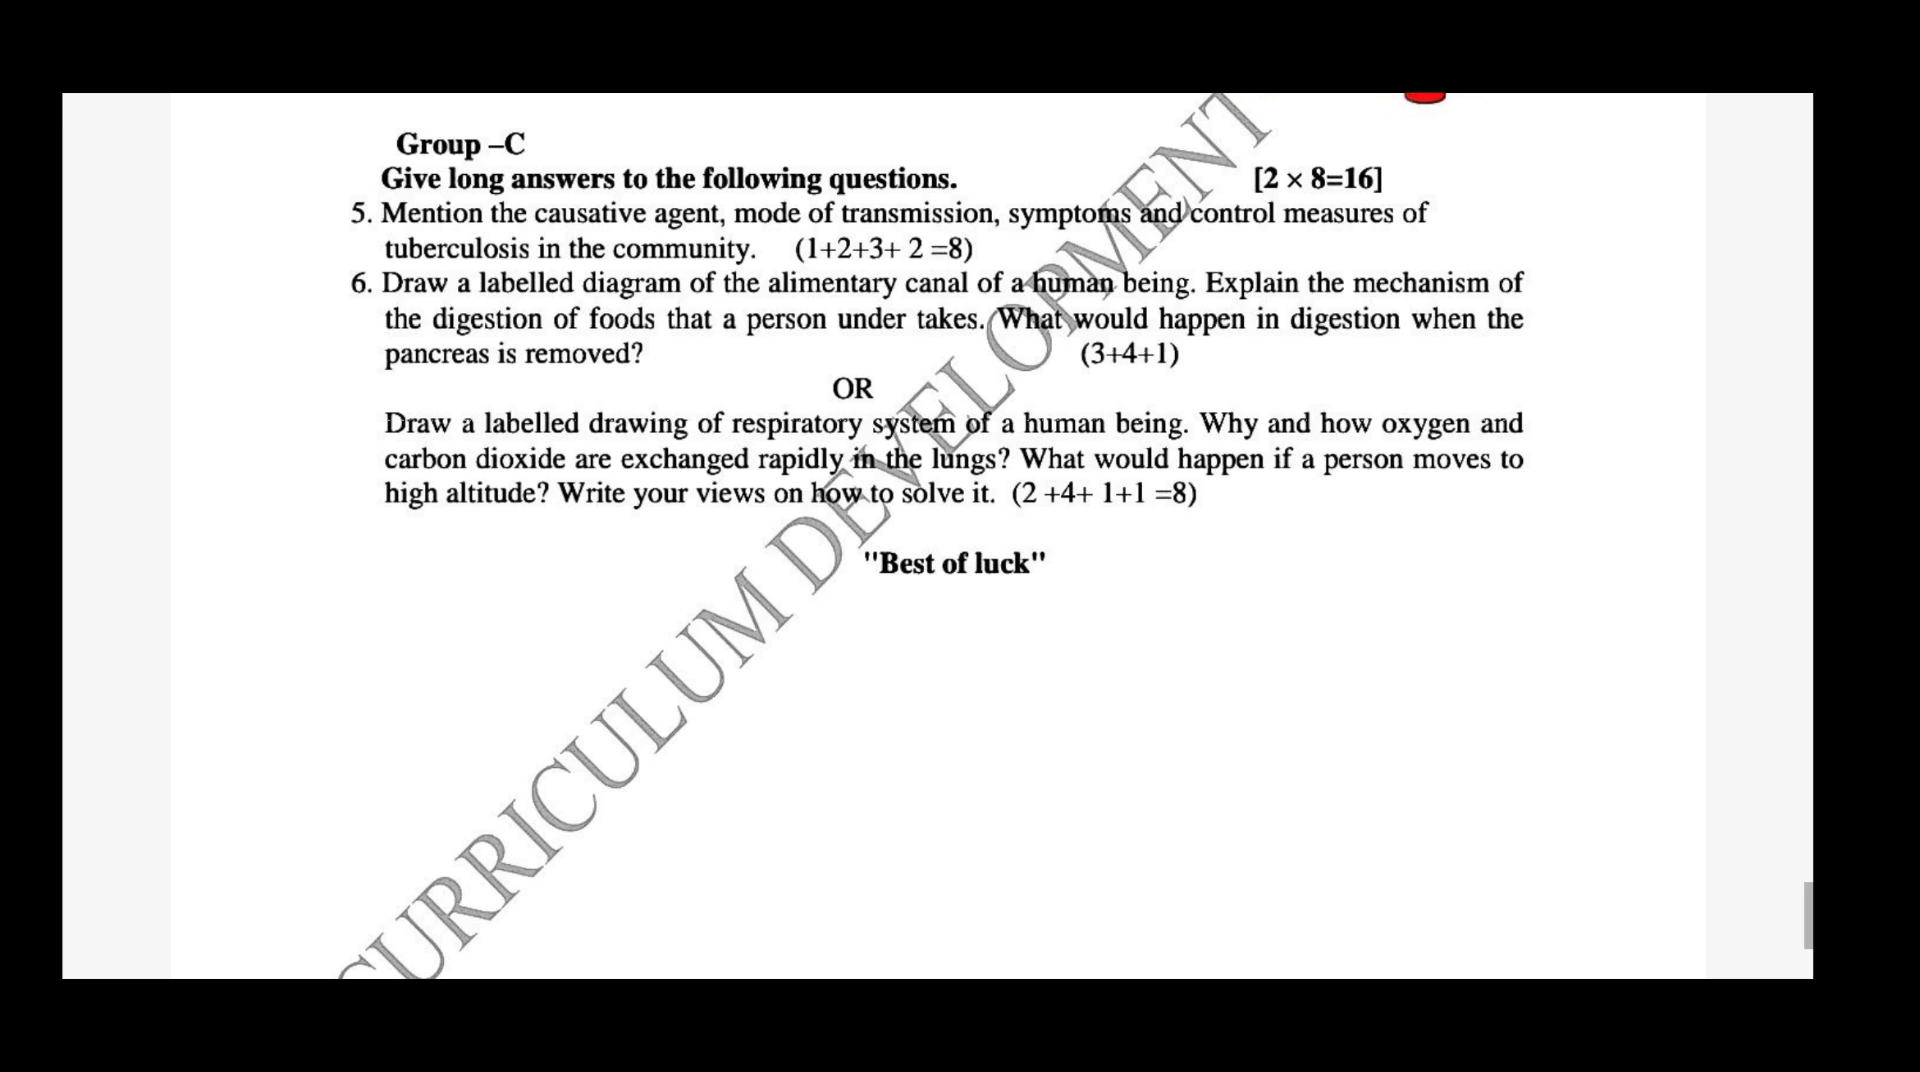 Group –C
Give long answers to the following questions. [2 × 8=16]
5. Mention the causative agent, mode of transmission, symptoms and control measures of
tuberculosis in the community. (1+2+3+ 2 =8)
6. Draw a labelled diagram of the alimentary canal of a human being. Explain the mechanism of
the digestion of foods that a person under takes. What would happen in digestion when the
pancreas is removed? (3+4+1)
OR
Draw a labelled drawing of respiratory system of a human being. Why and how oxygen and
carbon dioxide are exchanged rapidly in the lungs? What would happen if a person moves to
high altitude? Write your views on how to solve it. (2 +4+ 1+1 =8)
"Best of luck"
CURRICULUM DEVELOPMENT